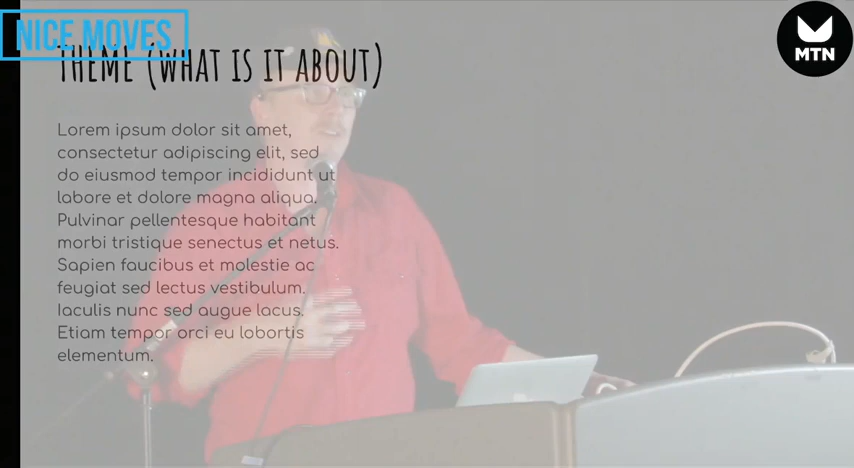 NICE MOVES
THEME (WHAT IS IT ABOUT)
MTN
Lorem ipsum dolor sit amet,
consectetur adipiscing elit, sed
do eiusmod tempor incididunt ut
labore et dolore magna aliqua.
Pulvinar pellentesque habitant
morbi tristique senectus et netus.
Sapien faucibus et molestie ac
feugiat sed lectus vestibulum.
Iaculis nunc sed augue lacus.
Etiam tempor orci eu lobortis
elementum.